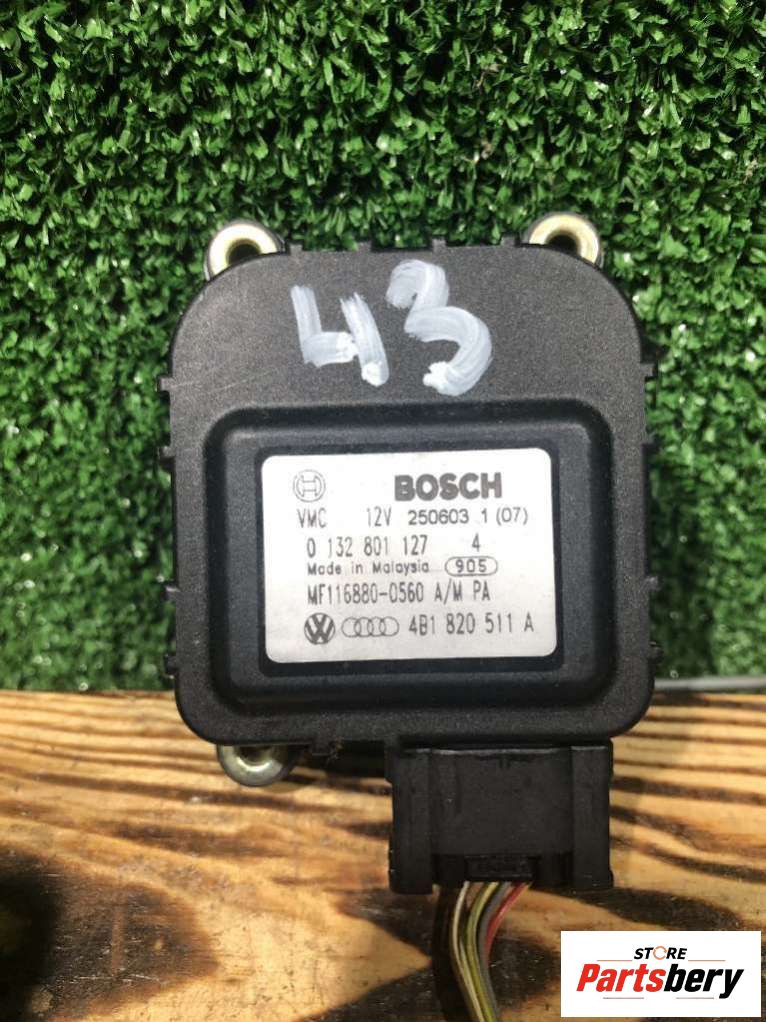 43
BOSCH
VMC 12V 250603 1 (07)
0 132 801 127 4
Made in Malaysia 905
MF116880-0560 A/M PA
4B1 820 511 A
STORE
Partsbery